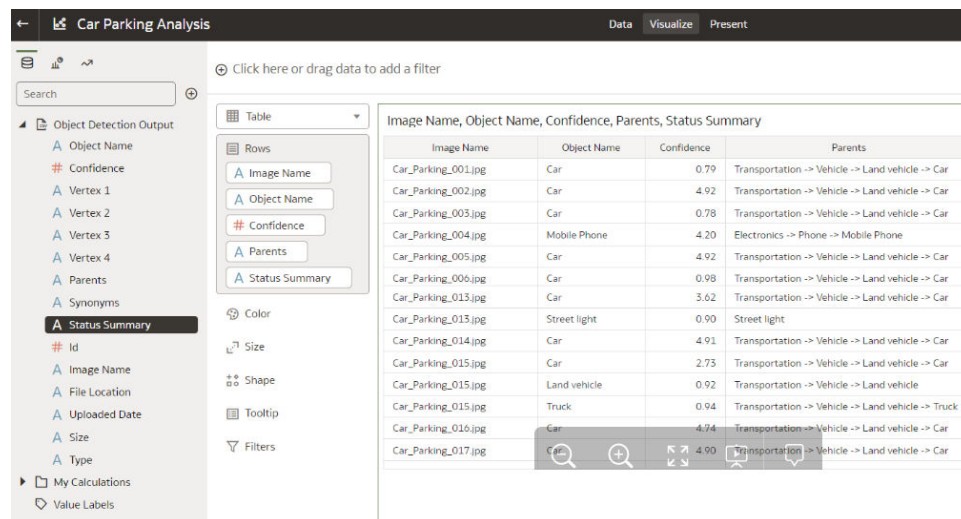 Car Parking Analysis
Data Visualize Present
Click here or drag data to add a filter
Search
Object Detection Output
A Object Name
# Confidence
A Vertex 1
A Vertex 2
A Vertex 3
A Vertex 4
A Parents
A Synonyms
A Status Summary
# Id
A Image Name
A File Location
A Uploaded Date
A Size
A Type
My Calculations
Value Labels
Table
Rows
A Image Name
A Object Name
# Confidence
A Parents
A Status Summary
Color
Size
Shape
Tooltip
Filters
Image Name, Object Name, Confidence, Parents, Status Summary
Image Name Object Name Confidence Parents
Car_Parking_001.jpg Car 0.79 Transportation -> Vehicle -> Land vehicle -> Car
Car_Parking_002.jpg Car 4.92 Transportation -> Vehicle -> Land vehicle -> Car
Car_Parking_003.jpg Car 0.78 Transportation -> Vehicle -> Land vehicle -> Car
Car_Parking_004.jpg Mobile Phone 4.20 Electronics -> Phone -> Mobile Phone
Car_Parking_005.jpg Car 4.92 Transportation -> Vehicle -> Land vehicle -> Car
Car_Parking_006.jpg Car 0.98 Transportation -> Vehicle -> Land vehicle -> Car
Car_Parking_013.jpg Car 3.62 Transportation -> Vehicle -> Land vehicle -> Car
Car_Parking_013.jpg Street light 0.90 Street light
Car_Parking_014.jpg Car 4.91 Transportation -> Vehicle -> Land vehicle -> Car
Car_Parking_015.jpg Car 2.73 Transportation -> Vehicle -> Land vehicle -> Car
Car_Parking_015.jpg Land vehicle 0.92 Transportation -> Vehicle -> Land vehicle
Car_Parking_015.jpg Truck 0.94 Transportation -> Vehicle -> Land vehicle -> Truck
Car_Parking_016.jpg Car 4.74 Transportation -> Vehicle -> Land vehicle -> Car
Car_Parking_017.jpg Car 4.90 Transportation -> Vehicle -> Land vehicle -> Car